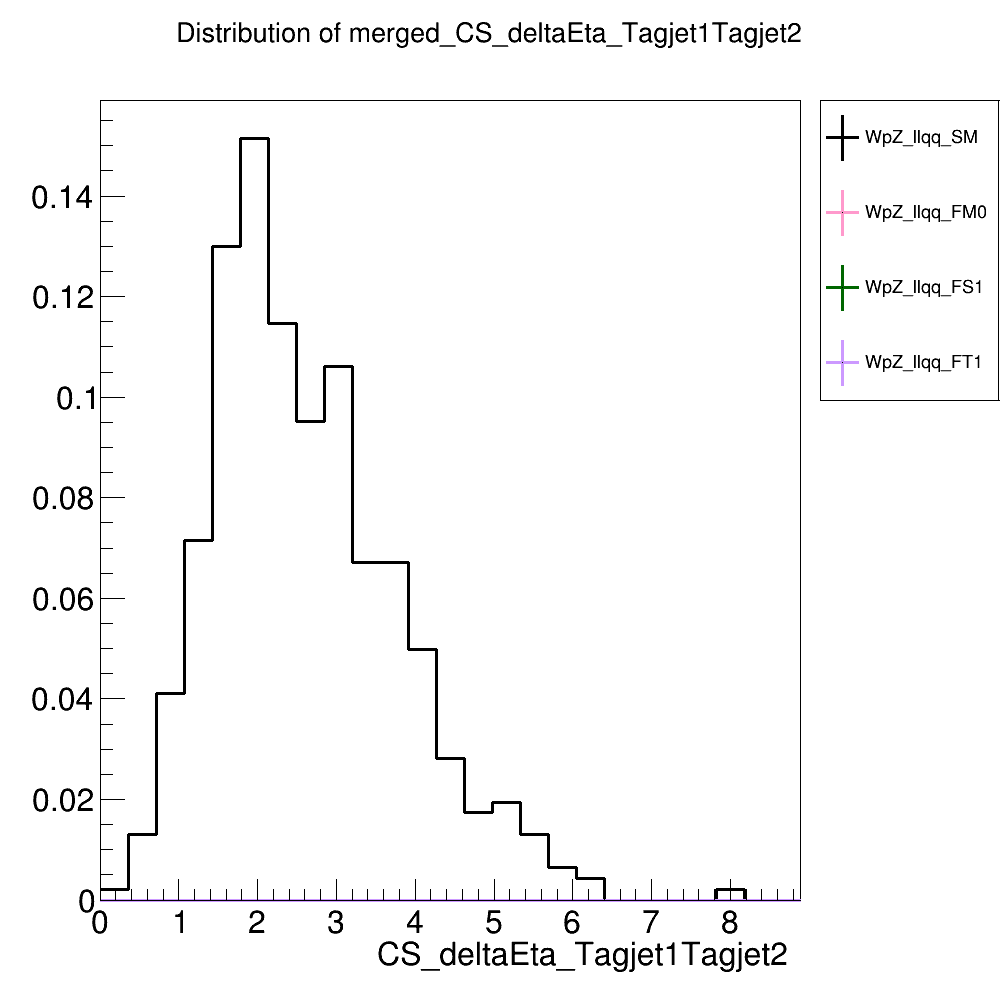 Distribution of merged_CS_deltaEta_Tagjet1Tagjet2
WpZ_llqq_SM
WpZ_llqq_FM0
WpZ_llqq_FS1
WpZ_llqq_FT1
0.14
0.12
0.1
0.08
0.06
0.04
0.02
0
0 1 2 3 4 5 6 7 8
CS_deltaEta_Tagjet1Tagjet2